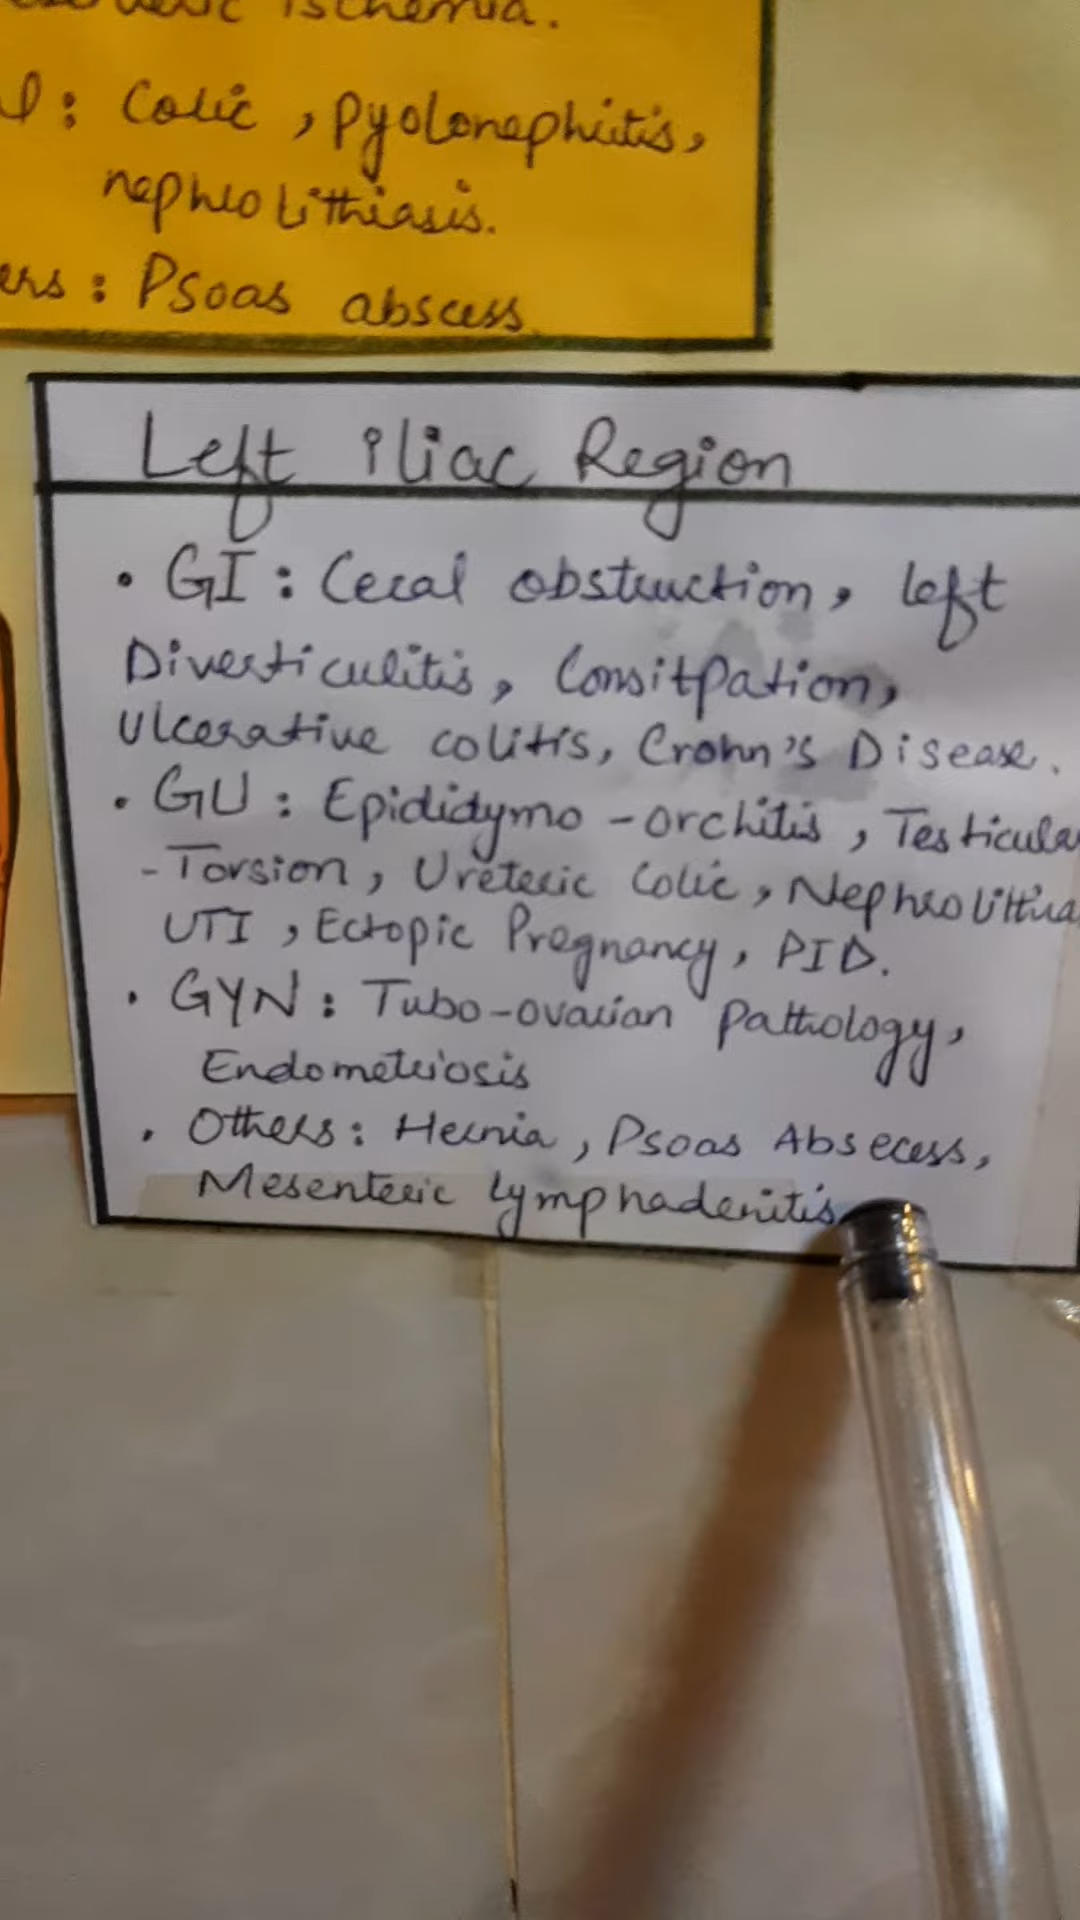 ischemia.
: Colic, Pyolonephritis,
nephrolithiasis.
: Psoas abscess
Left iliac Region
• GI : Cecal obstruction, left
Diverticulitis, Consitpation,
Ulcerative colitis, Crohn's Disease.
• GU : Epididymo-orchitis, Testicular
-Torsion, Ureteric Colic, Nephrolithia
UTI, Ectopic Pregnancy, PID.
• GYN : Tubo-ovarian Pathology,
Endometriosis
• Others : Hernia, Psoas Absecess,
Mesenteric lymphadenitis